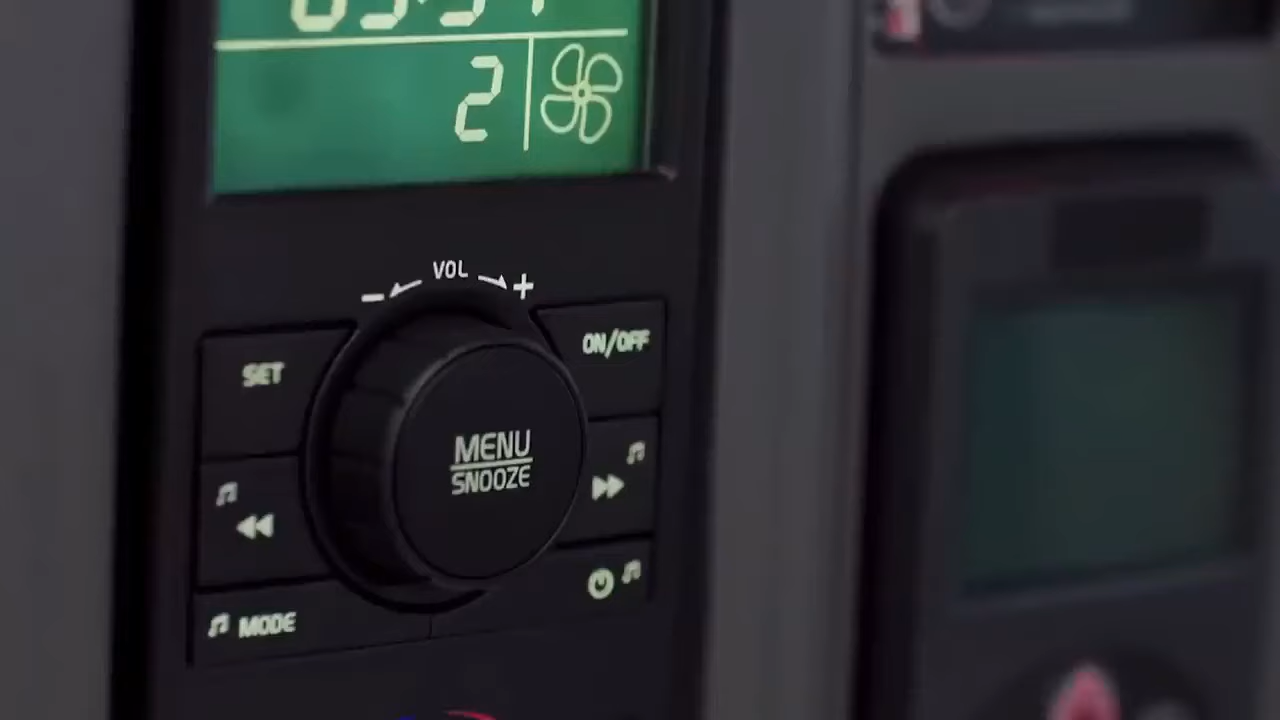 2
VOL
- +
SET
ON/OFF
MENU
SNOOZE
MODE